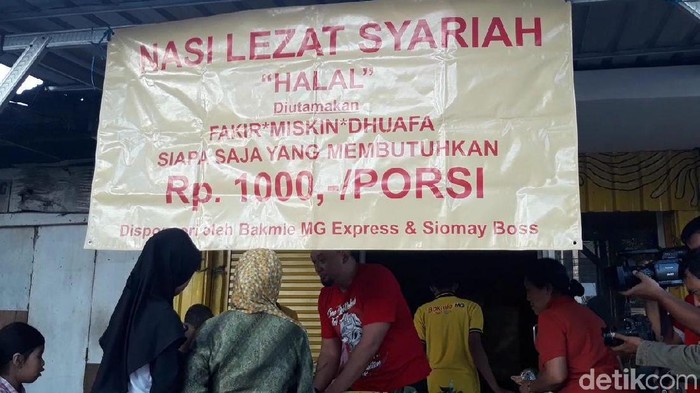 NASI LEZAT SYARIAH
"HALAL"
Diutamakan
FAKIR*MISKIN*DHUAFA
SIAPA SAJA YANG MEMBUTUHKAN
Rp. 1000,-/PORSI
oleh Bakmie MG Express & Siomay Boss
detikcom